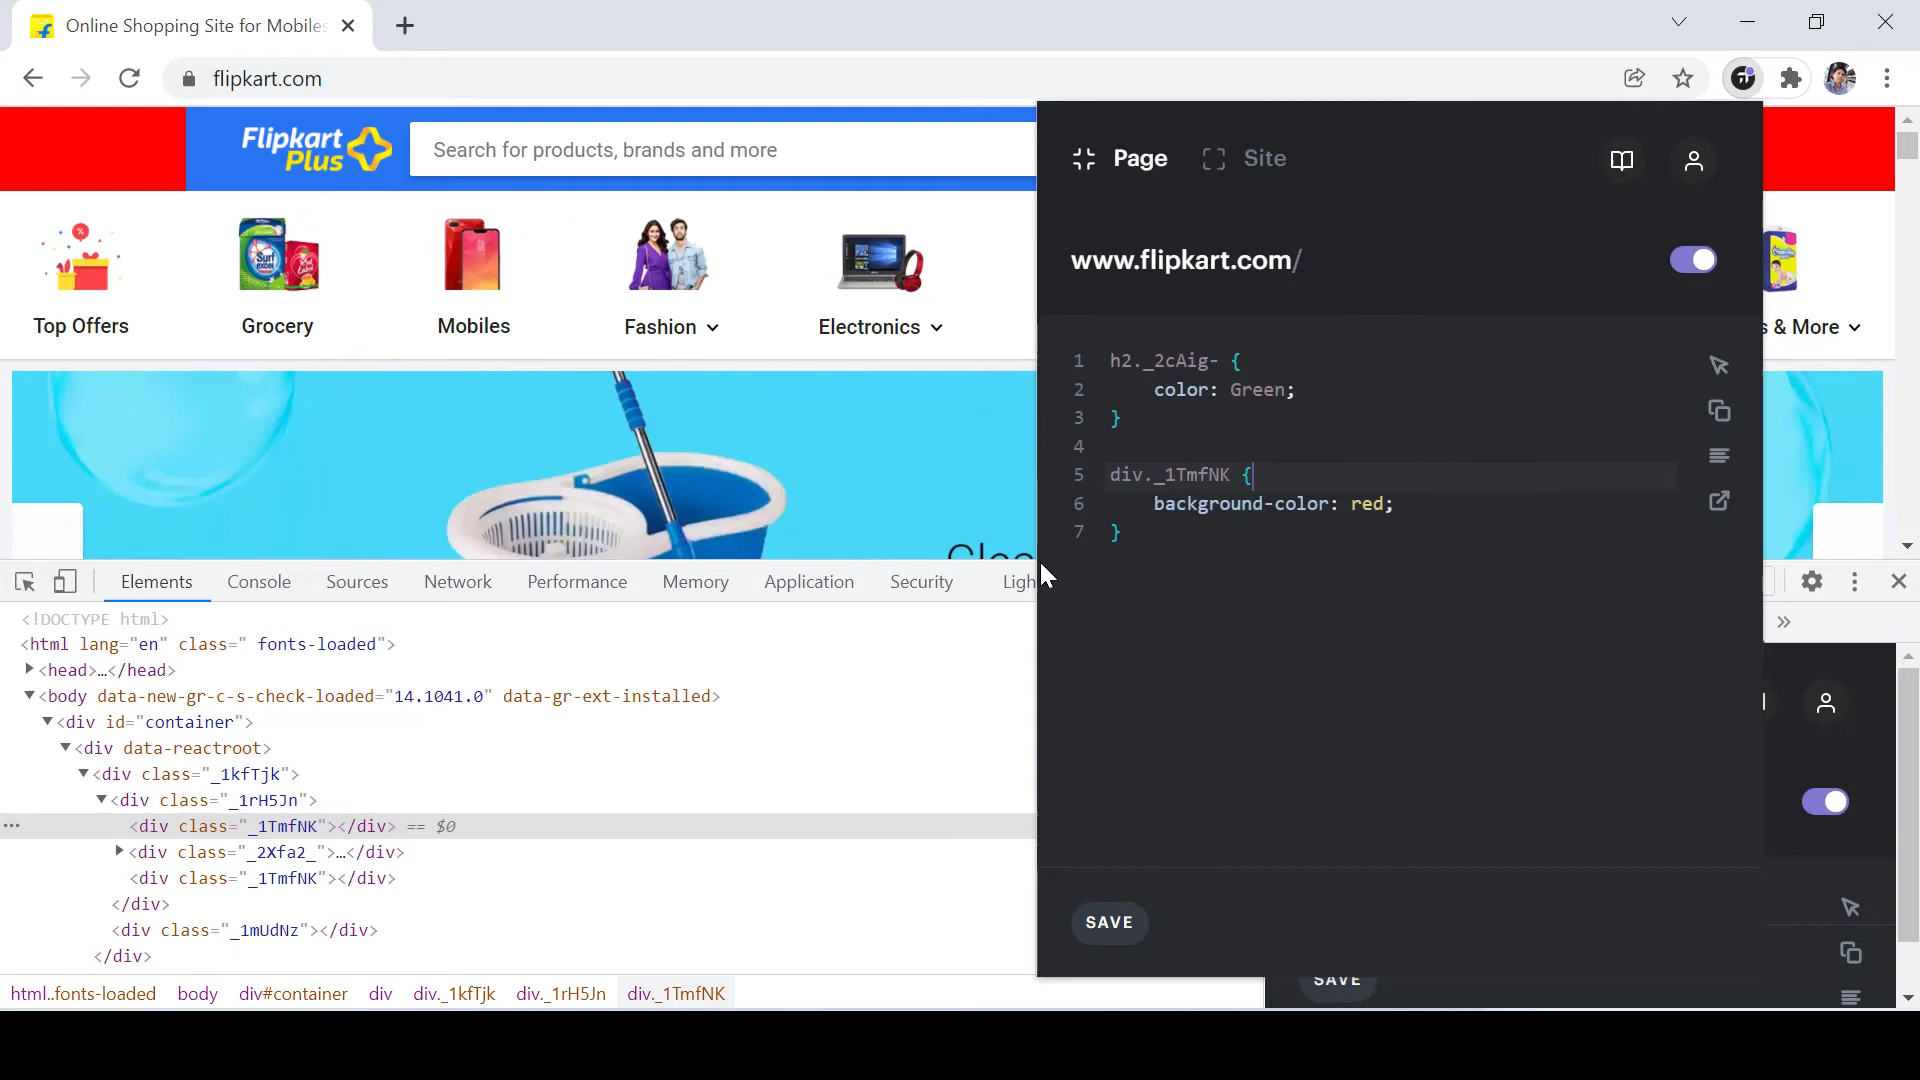 Online Shopping Site for Mobiles
flipkart.com
Flipkart
Plus
Search for products, brands and more
Page
Site
www.flipkart.com/
Surf excel
Top Offers
Grocery
Mobiles
Fashion
Electronics
s & More
1 h2._2cAig- {
2 color: Green;
3 }
4
5 div._1TmfNK {
6 background-color: red;
7 }
Elements
Console
Sources
Network
Performance
Memory
Application
Security
Ligh
<!DOCTYPE html>
<html lang="en" class=" fonts-loaded">
<head>…</head>
<body data-new-gr-c-s-check-loaded="14.1041.0" data-gr-ext-installed>
<div id="container">
<div data-reactroot>
<div class="_1kfTjk">
<div class="_1rH5Jn">
<div class="_1TmfNK"></div> == $0
<div class="_2Xfa2_">…</div>
<div class="_1TmfNK"></div>
</div>
<div class="_1mUdNz"></div>
</div>
SAVE
SAVE
html..fonts-loaded body div#container div div._1kfTjk div._1rH5Jn div._1TmfNK